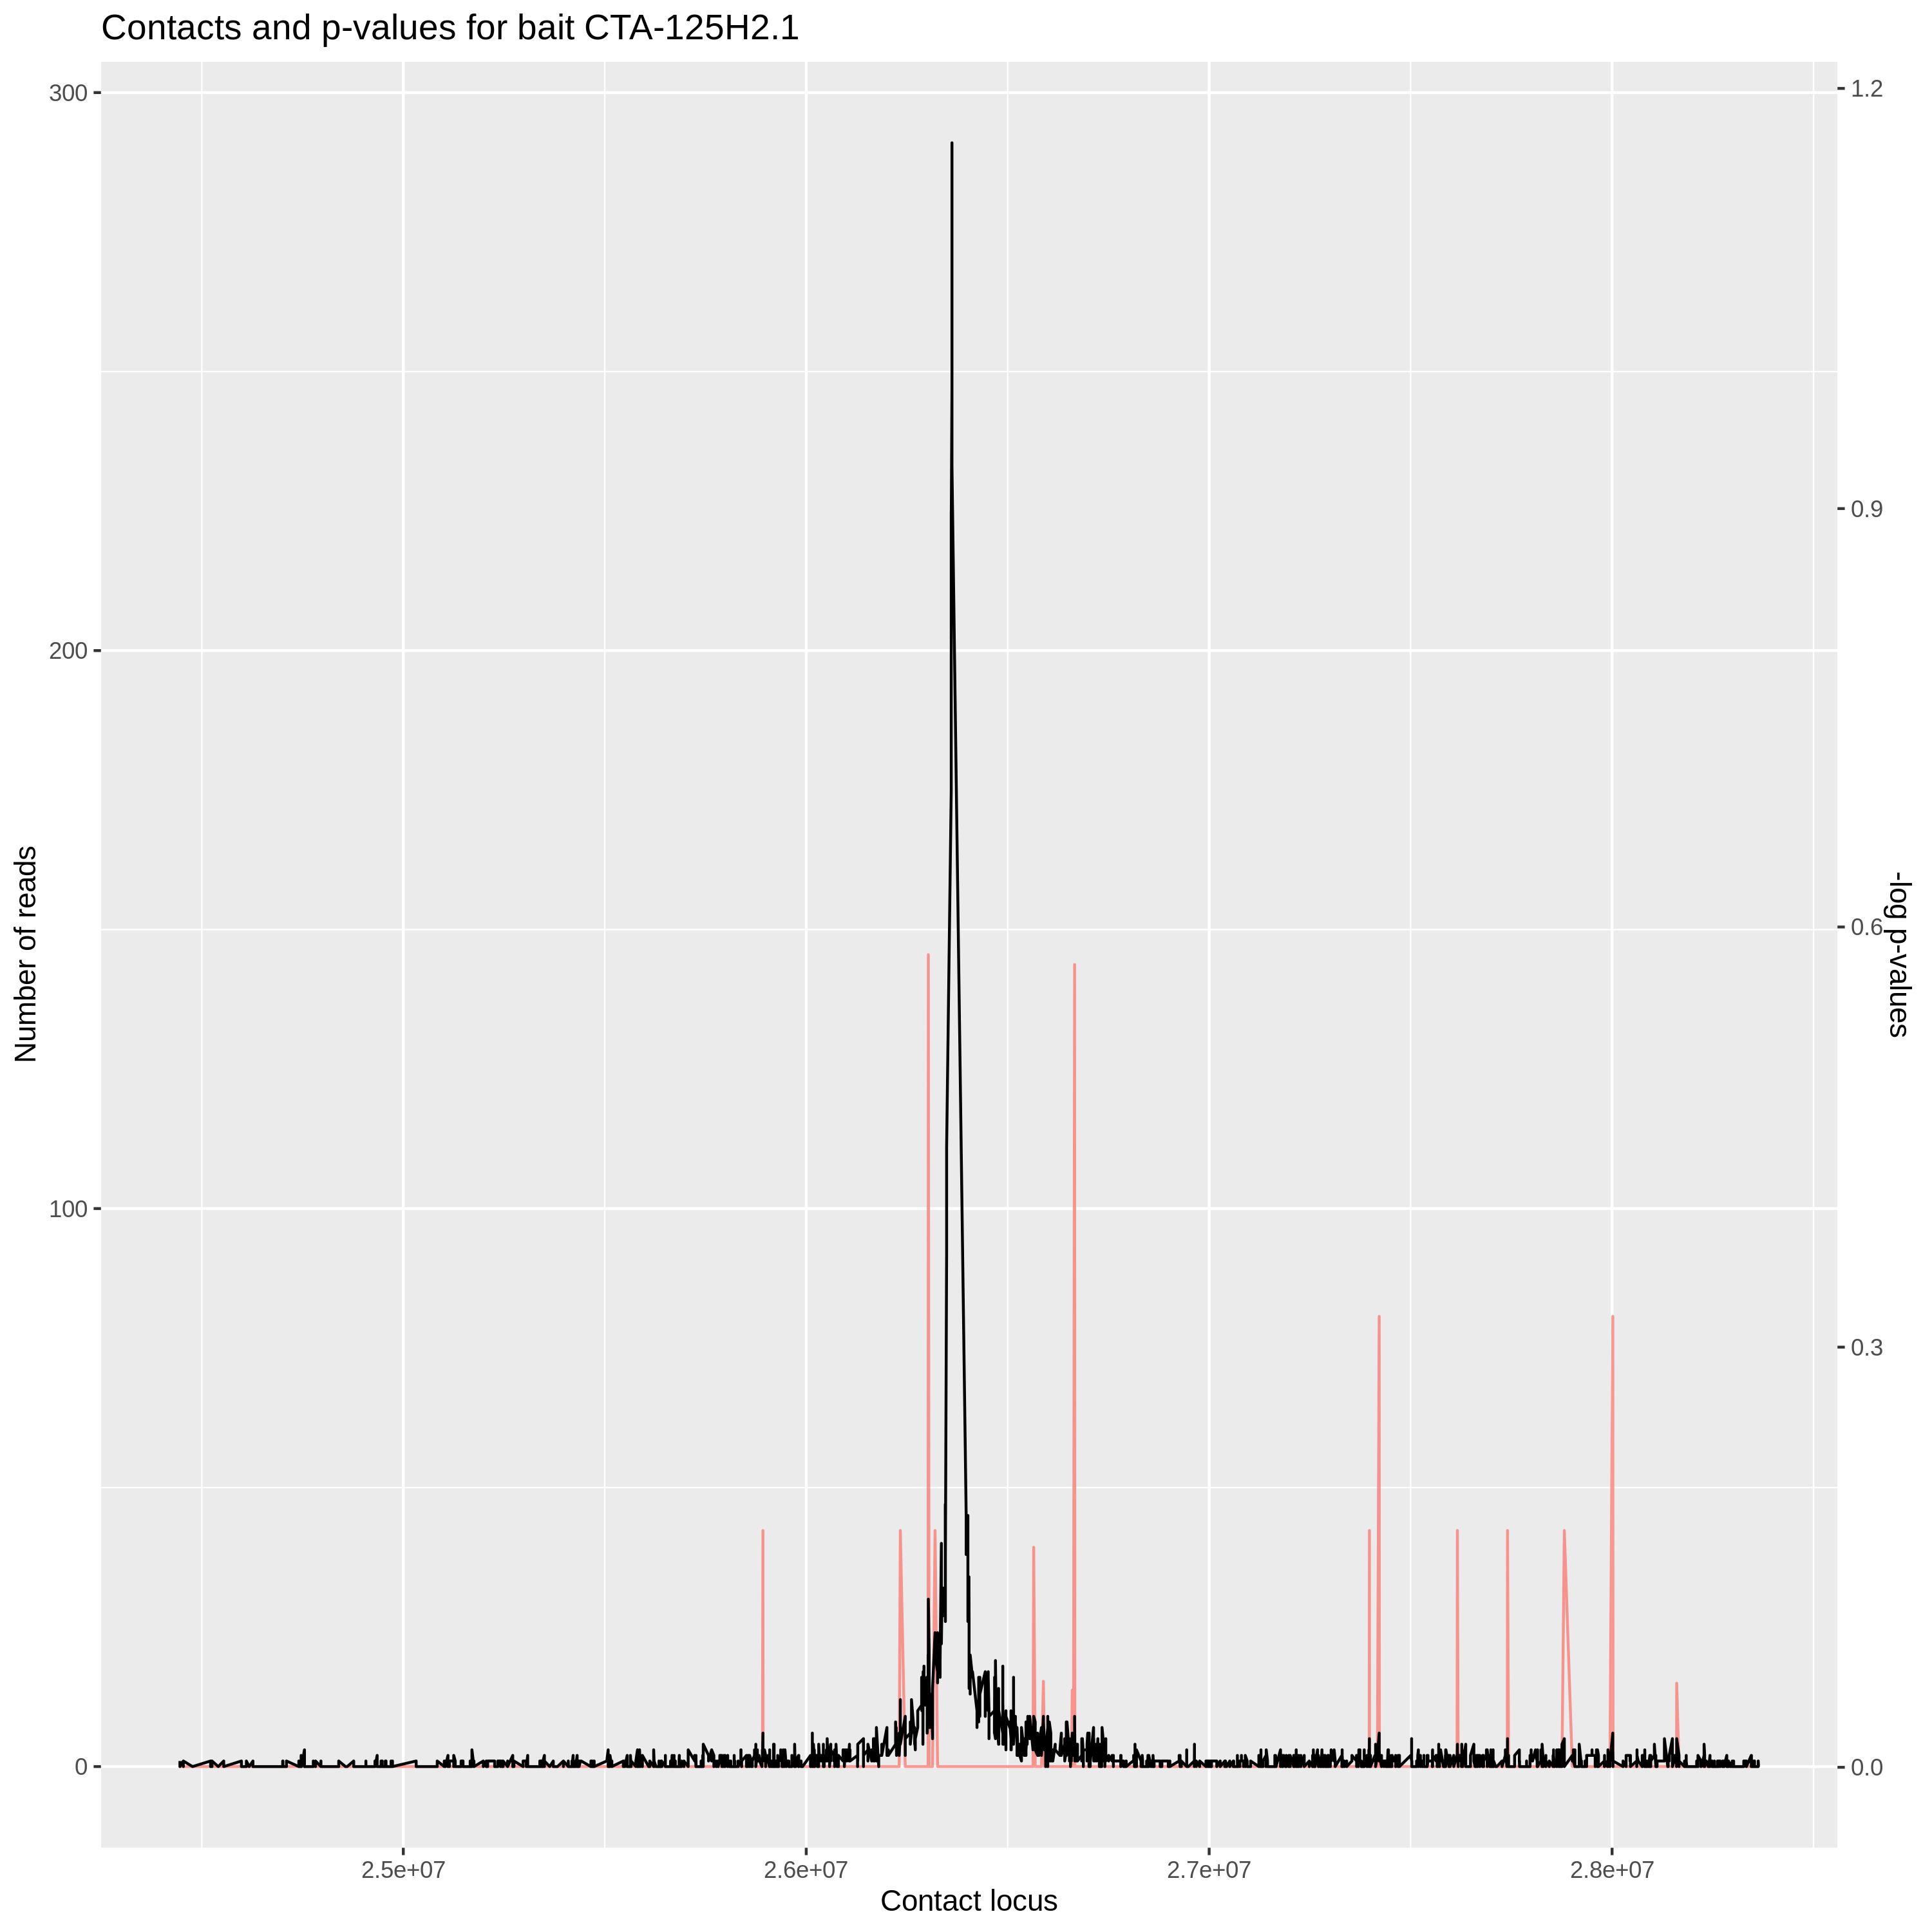 Contacts and p-values for bait CTA-125H2.1
300
200
100
0
Number of reads
1.2
0.9
0.6
0.3
0.0
-log p-values
2.5e+07
2.6e+07
2.7e+07
2.8e+07
Contact locus